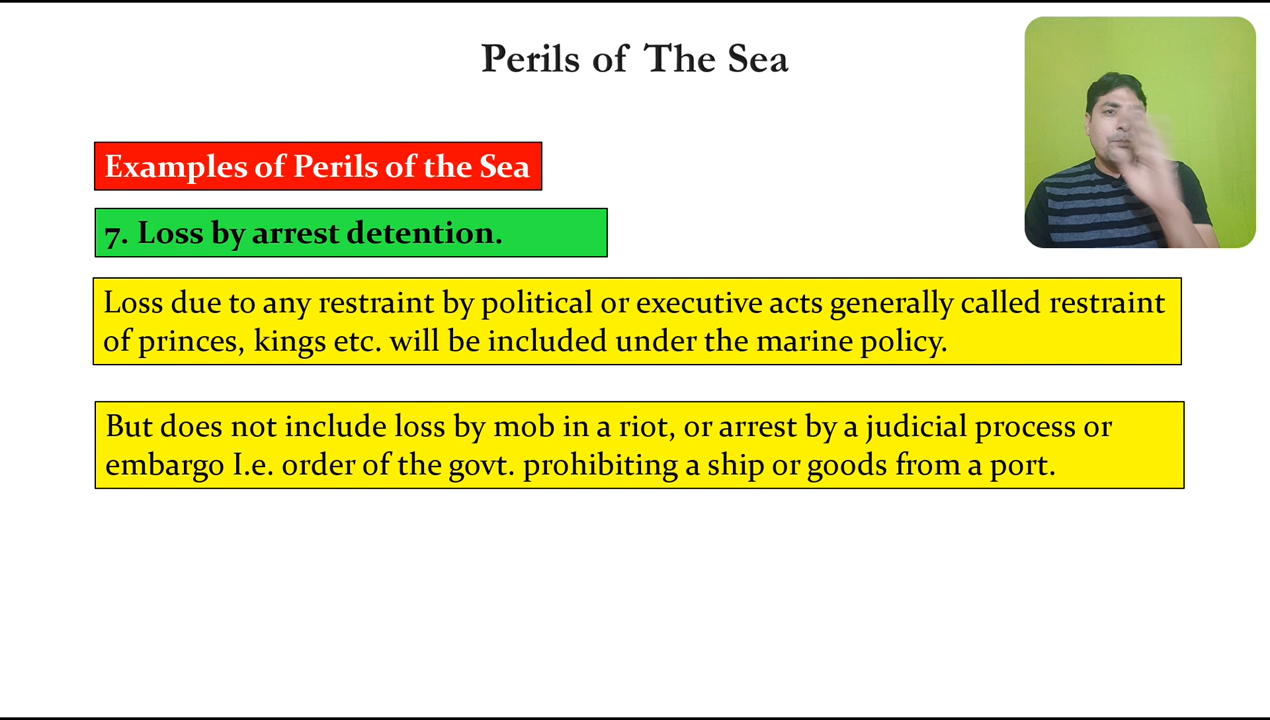 Perils of The Sea
Examples of Perils of the Sea
7. Loss by arrest detention.
Loss due to any restraint by political or executive acts generally called restraint
of princes, kings etc. will be included under the marine policy.
But does not include loss by mob in a riot, or arrest by a judicial process or
embargo I.e. order of the govt. prohibiting a ship or goods from a port.